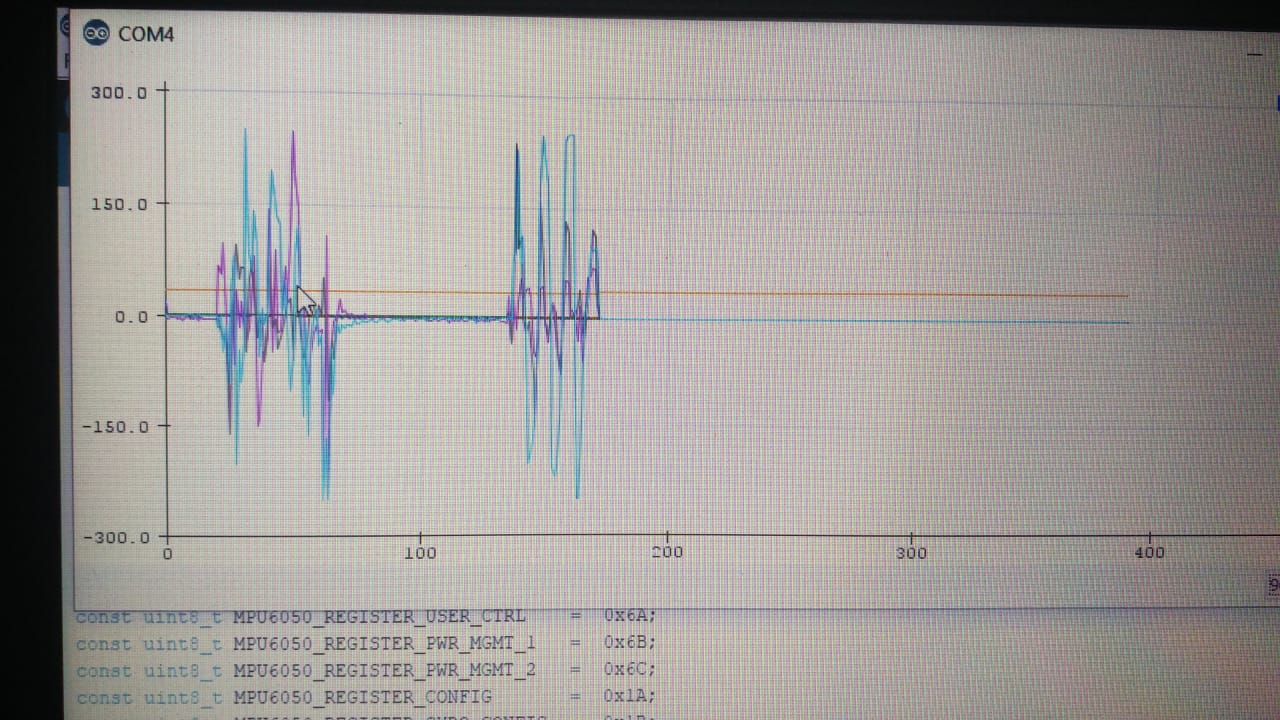 COM4
300.0
150.0
0.0
-150.0
-300.0
0 100 200 300 400
const uint8_t MPU6050_REGISTER_USER_CTRL = 0x6A;
const uint8_t MPU6050_REGISTER_PWR_MGMT_1 = 0x6B;
const uint8_t MPU6050_REGISTER_PWR_MGMT_2 = 0x6C;
const uint8_t MPU6050_REGISTER_CONFIG = 0x1A;